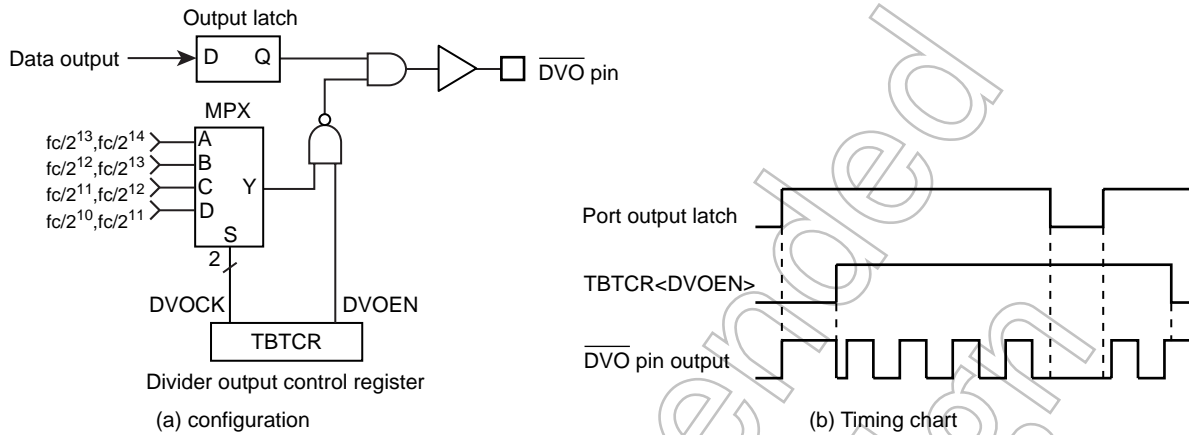 Output latch
Data output
D Q
DVO pin
MPX
fc/2^13,fc/2^14 A
fc/2^12,fc/2^13 B
fc/2^11,fc/2^12 C
Y
fc/2^10,fc/2^11 D
S
2
DVOCK
DVOEN
TBTCR
Divider output control register
(a) configuration
Port output latch
TBTCR<DVOEN>
DVO pin output
(b) Timing chart
ended